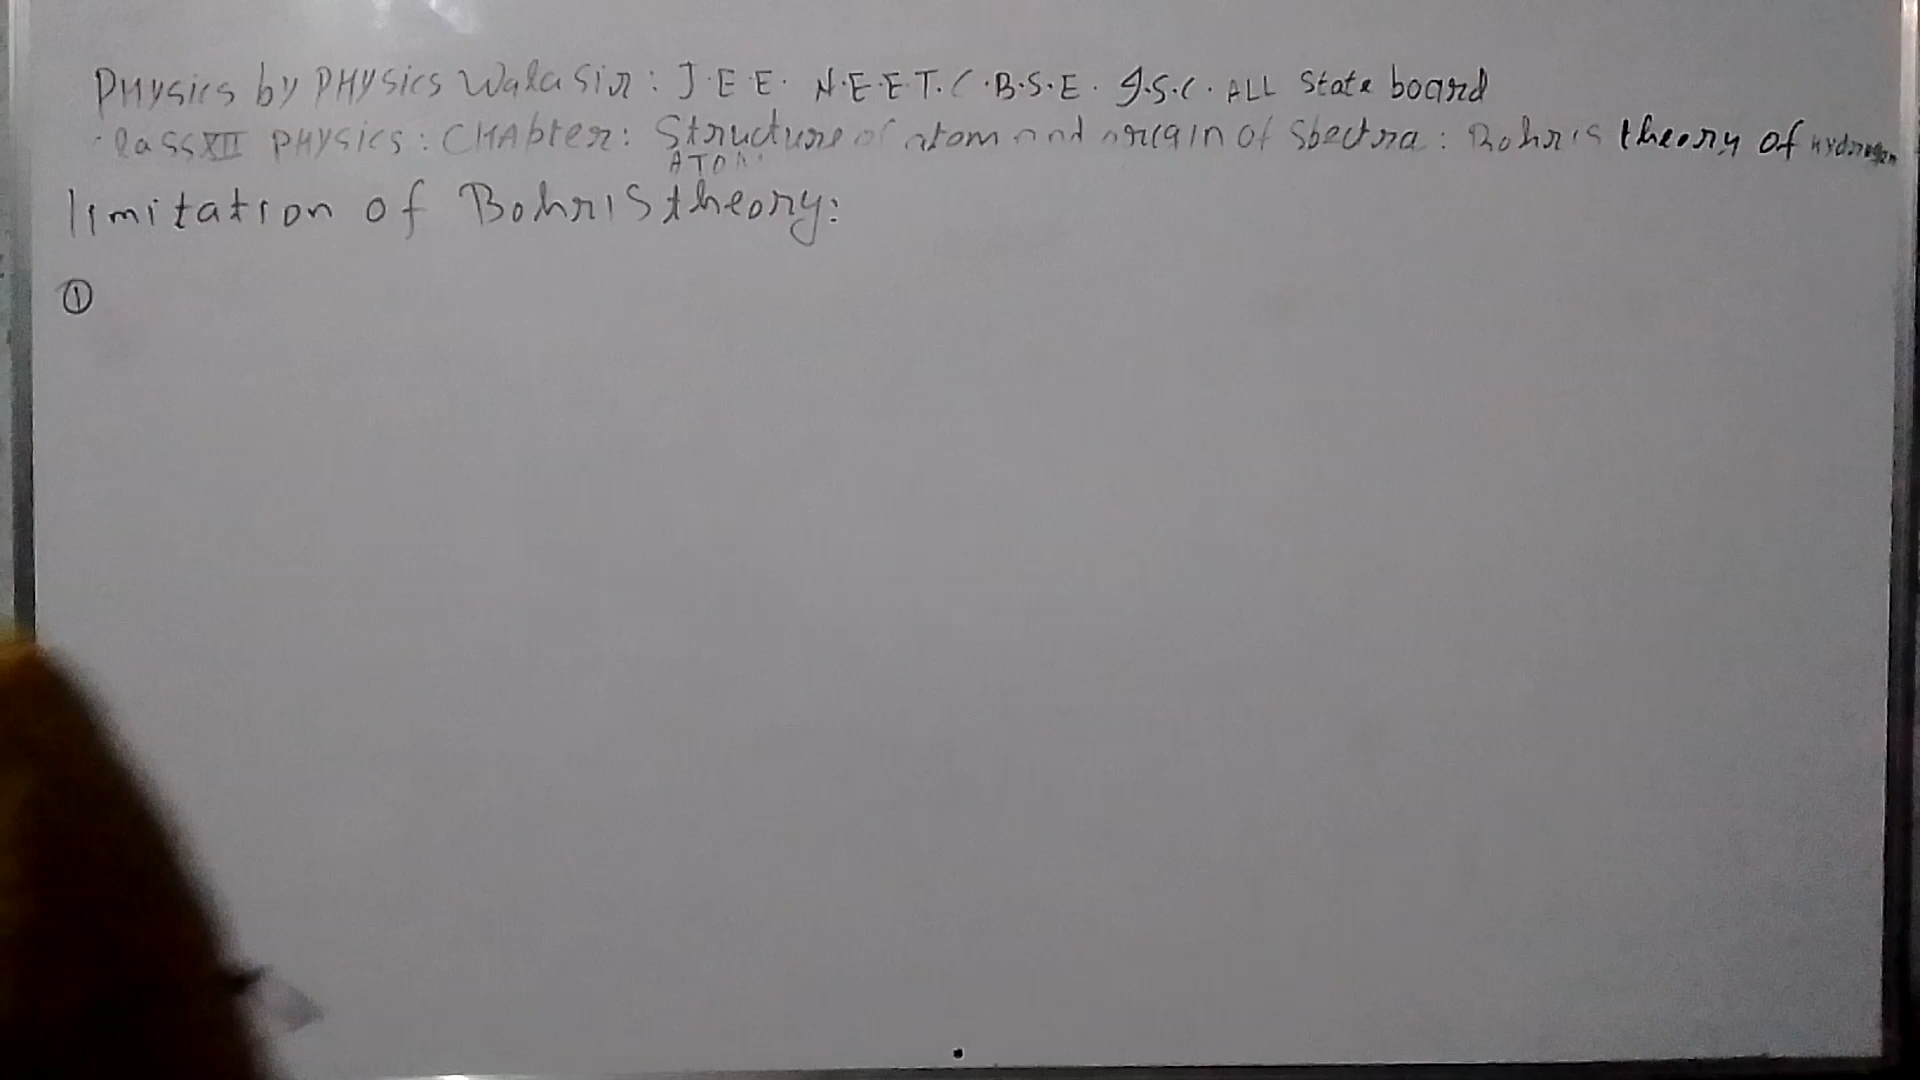 Physics by PHysics Wala Sir: J.E.E. N.E.E.T. C.B.S.E. I.S.C. ALL State board
class XII PHYSICS: CHApter: Structure of atom and origin of Spectra: Bohr's theory of Hydrogen
ATOM
limitation of Bohr's theory:
①